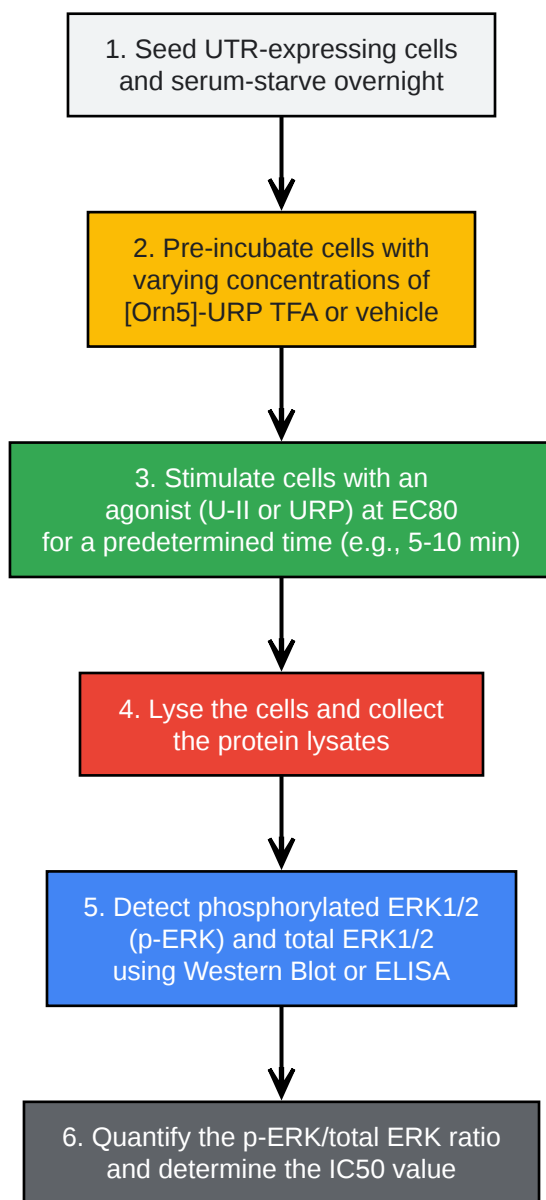 1. Seed UTR-expressing cells
and serum-starve overnight
2. Pre-incubate cells with
varying concentrations of
[Orn5]-URP TFA or vehicle
3. Stimulate cells with an
agonist (U-II or URP) at EC80
for a predetermined time (e.g., 5-10 min)
4. Lyse the cells and collect
the protein lysates
5. Detect phosphorylated ERK1/2
(p-ERK) and total ERK1/2
using Western Blot or ELISA
6. Quantify the p-ERK/total ERK ratio
and determine the IC50 value